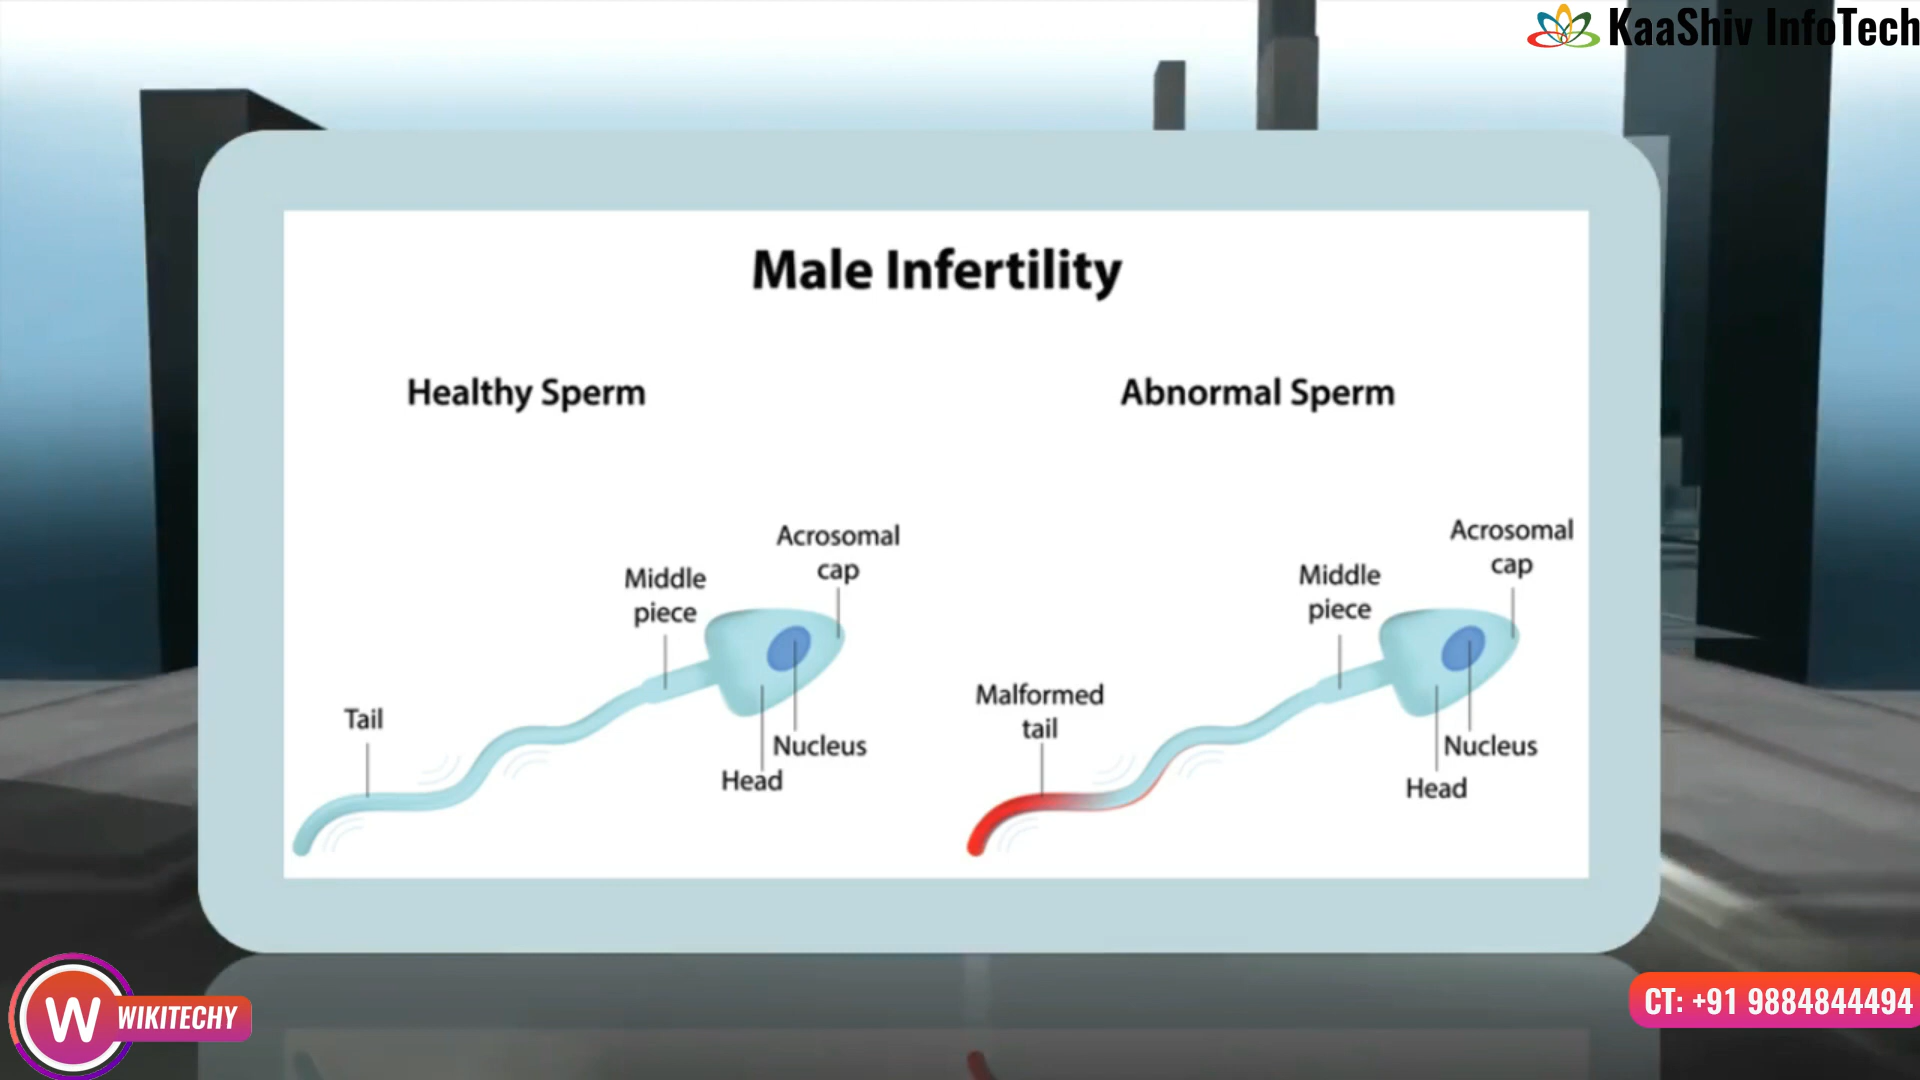 KaaShiv InfoTech
Male Infertility
Healthy Sperm
Abnormal Sperm
Acrosomal
cap
Middle
piece
Tail
Nucleus
Head
Acrosomal
cap
Middle
piece
Malformed
tail
Nucleus
Head
W WIKITECHY
CT: +91 9884844494